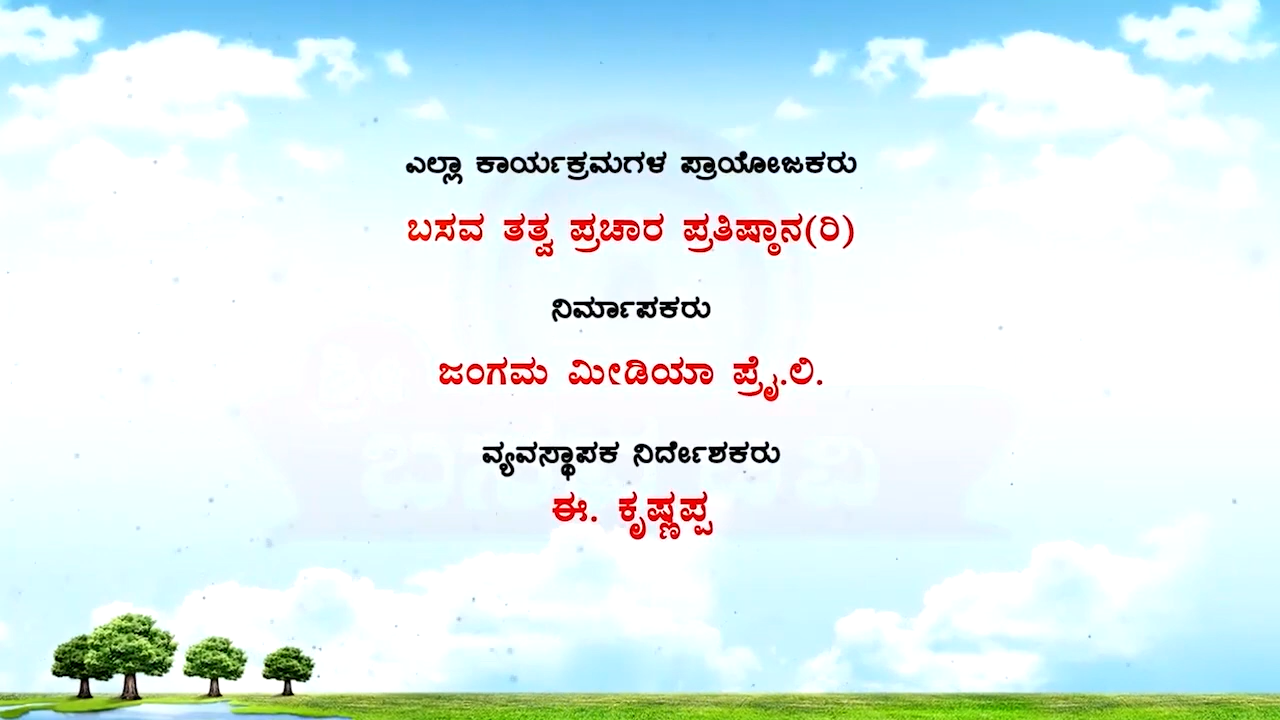 ಎಲ್ಲಾ ಕಾರ್ಯಕ್ರಮಗಳ ಪ್ರಾಯೋಜಕರು
ಬಸವ ತತ್ವ ಪ್ರಚಾರ ಪ್ರತಿಷ್ಠಾನ(ರಿ)
ನಿರ್ಮಾಪಕರು
ಜಂಗಮ ಮೀಡಿಯಾ ಪ್ರೈ.ಲಿ.
ವ್ಯವಸ್ಥಾಪಕ ನಿರ್ದೇಶಕರು
ಈ. ಕೃಷ್ಣಪ್ಪ